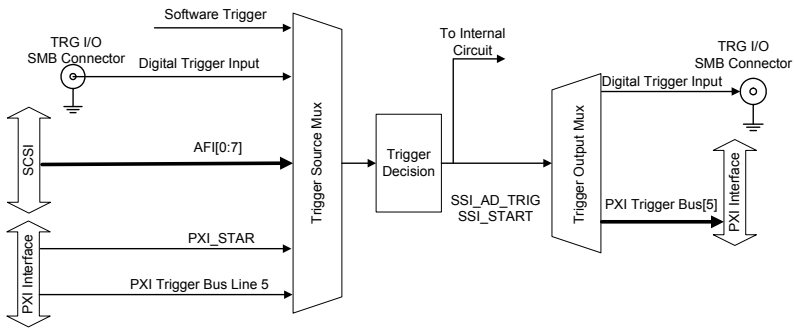 Software Trigger
TRG I/O
SMB Connector
Digital Trigger Input
SCSI
AFI[0:7]
PXI Interface
PXI_STAR
PXI Trigger Bus Line 5
Trigger Source Mux
Trigger
Decision
To Internal
Circuit
SSI_AD_TRIG
SSI_START
Trigger Output Mux
TRG I/O
SMB Connector
Digital Trigger Input
PXI Trigger Bus[5]
PXI Interface